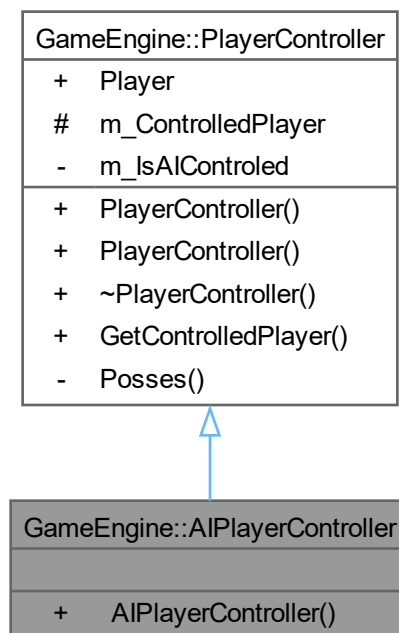 GameEngine::PlayerController
+ Player
# m_ControlledPlayer
- m_IsAIControled
+ PlayerController()
+ PlayerController()
+ ~PlayerController()
+ GetControlledPlayer()
- Posses()
GameEngine::AIPlayerController
+ AIPlayerController()